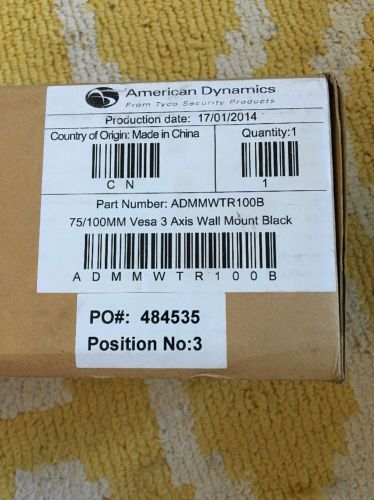 American Dynamics
From Tyco Security Products
Production date: 17/01/2014
Country of Origin: Made in China
Quantity:1
C N
1
Part Number: ADMMWTR100B
75/100MM Vesa 3 Axis Wall Mount Black
A D M M W T R 1 0 0 B
PO#: 484535
Position No:3